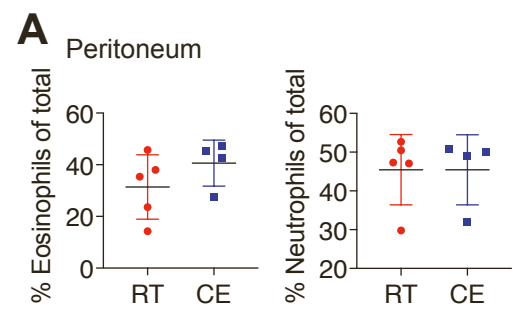 A
Peritoneum
% Eosinophils of total
60
40
20
0
RT CE
% Neutrophils of total
60
50
40
30
20
RT CE